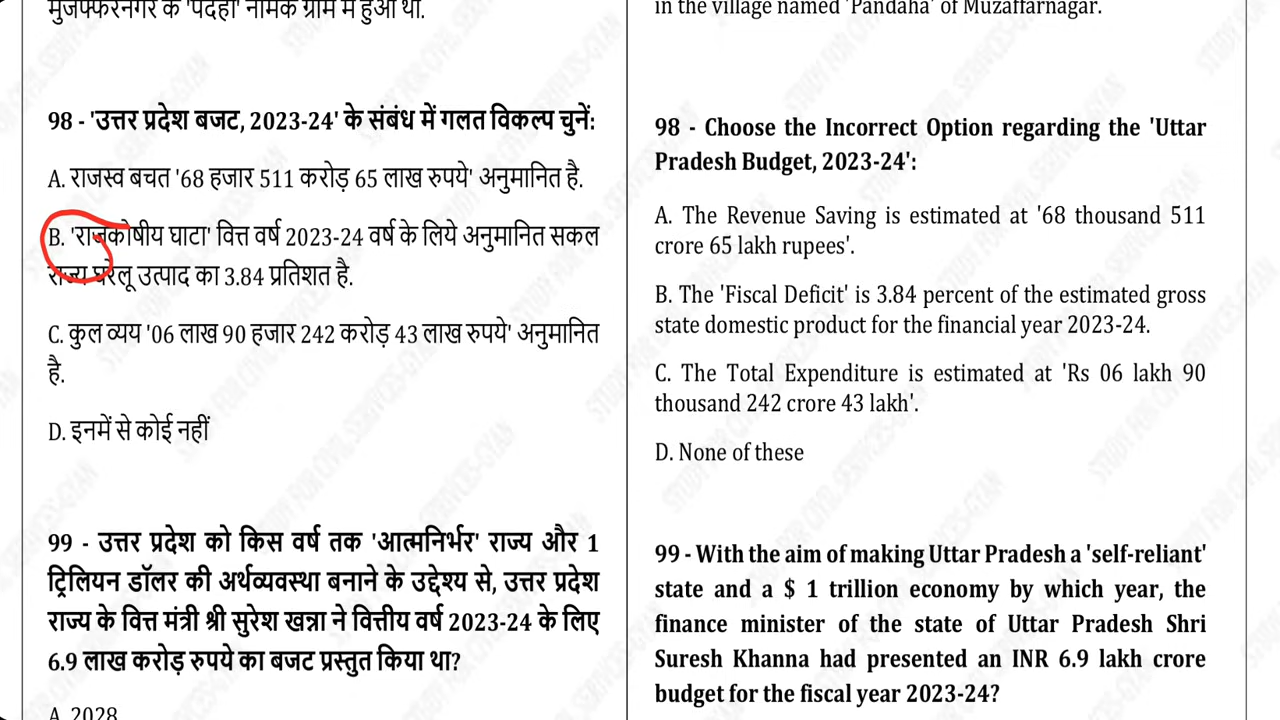 मुजफ्फरनगर के 'पंदहा' नामक ग्राम में हुआ था.
98 - 'उत्तर प्रदेश बजट, 2023-24' के संबंध में गलत विकल्प चुनें:
A. राजस्व बचत '68 हजार 511 करोड़ 65 लाख रुपये' अनुमानित है.
B. 'राजकोषीय घाटा' वित्त वर्ष 2023-24 वर्ष के लिये अनुमानित सकल
राज्य घरेलू उत्पाद का 3.84 प्रतिशत है.
C. कुल व्यय '06 लाख 90 हजार 242 करोड़ 43 लाख रुपये' अनुमानित
है.
D. इनमें से कोई नहीं
99 - उत्तर प्रदेश को किस वर्ष तक 'आत्मनिर्भर' राज्य और 1
ट्रिलियन डॉलर की अर्थव्यवस्था बनाने के उद्देश्य से, उत्तर प्रदेश
राज्य के वित्त मंत्री श्री सुरेश खन्ना ने वित्तीय वर्ष 2023-24 के लिए
6.9 लाख करोड़ रुपये का बजट प्रस्तुत किया था?
A. 2028
in the village named 'Pandaha' of Muzaffarnagar.
98 - Choose the Incorrect Option regarding the 'Uttar
Pradesh Budget, 2023-24':
A. The Revenue Saving is estimated at '68 thousand 511
crore 65 lakh rupees'.
B. The 'Fiscal Deficit' is 3.84 percent of the estimated gross
state domestic product for the financial year 2023-24.
C. The Total Expenditure is estimated at 'Rs 06 lakh 90
thousand 242 crore 43 lakh'.
D. None of these
99 - With the aim of making Uttar Pradesh a 'self-reliant'
state and a $ 1 trillion economy by which year, the
finance minister of the state of Uttar Pradesh Shri
Suresh Khanna had presented an INR 6.9 lakh crore
budget for the fiscal year 2023-24?
STUDY FOR CIVIL SERVICES-GYAN